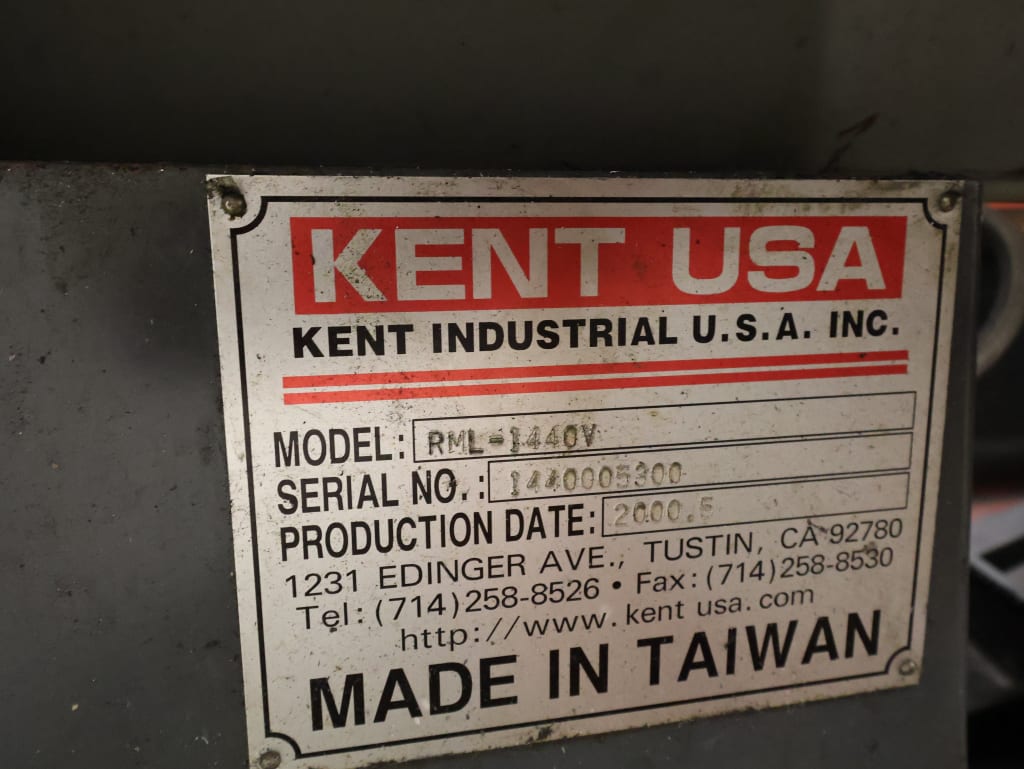 KENT USA
KENT INDUSTRIAL U.S.A. INC.
MODEL: RML-1440V
SERIAL NO.: 1440005300
PRODUCTION DATE: 2000.5
1231 EDINGER AVE., TUSTIN, CA 92780
Tel: (714)258-8526 • Fax: (714)258-8530
http://www.kent usa.com
MADE IN TAIWAN